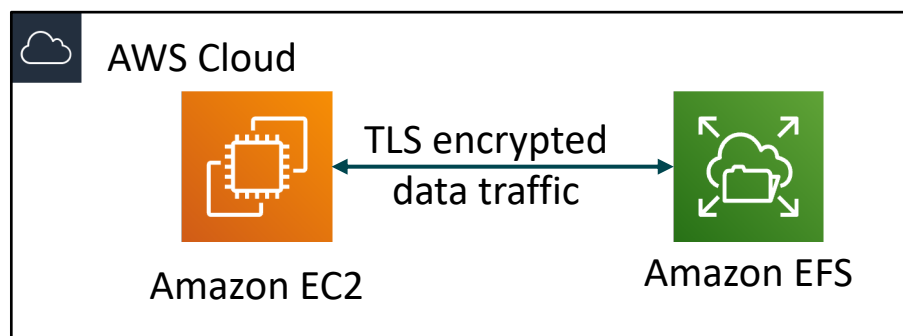 AWS Cloud
TLS encrypted
data traffic
Amazon EC2
Amazon EFS